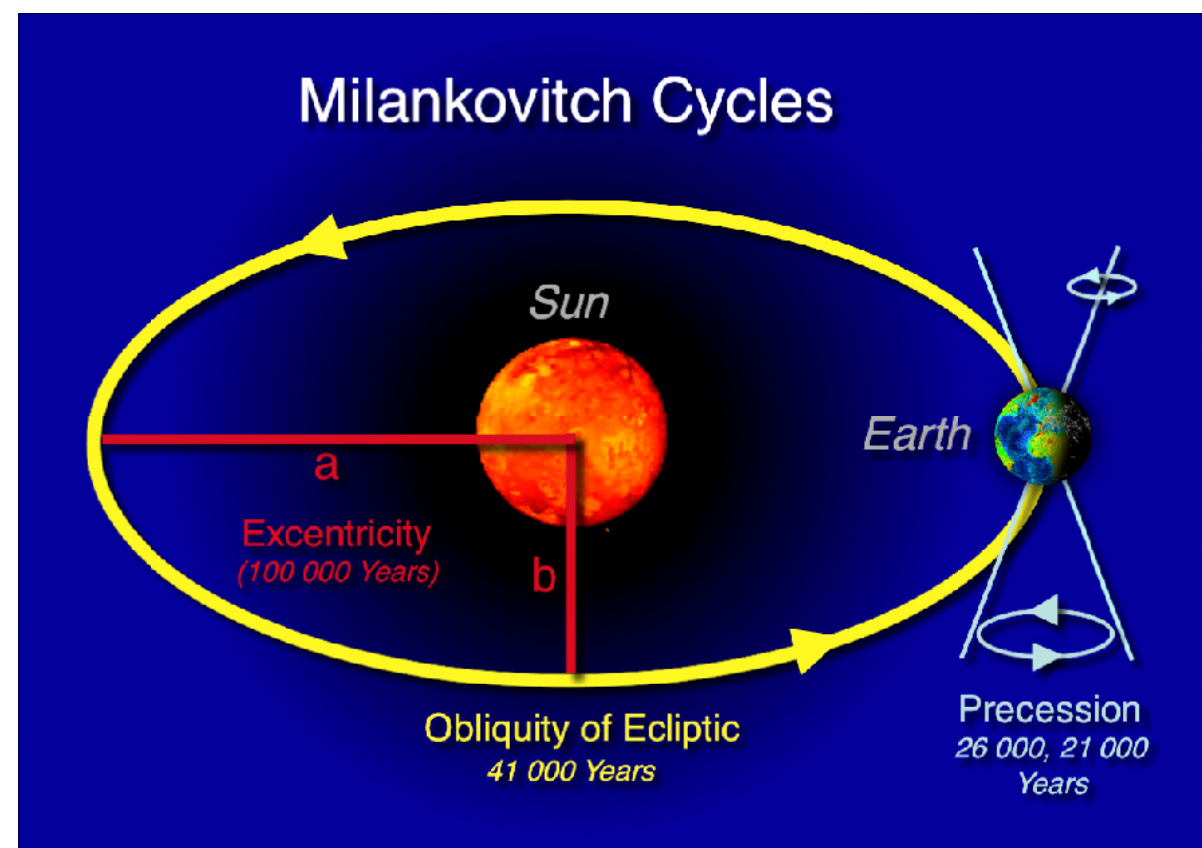 Milankovitch Cycles
Sun
Earth
a
Excentricity
(100 000 Years)
b
Obliquity of Ecliptic
41 000 Years
Precession
26 000, 21 000
Years